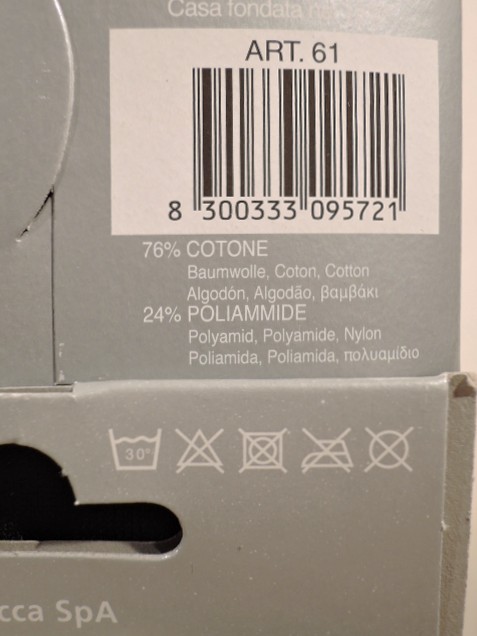 Casa fondata
ART. 61
8 300333 095721
76% COTONE
Baumwolle, Coton, Cotton
Algodón, Algodão, βαμβάκι
24% POLIAMMIDE
Polyamid, Polyamide, Nylon
Poliamida, Poliamida, πολυαμίδιο
30°
cca SpA